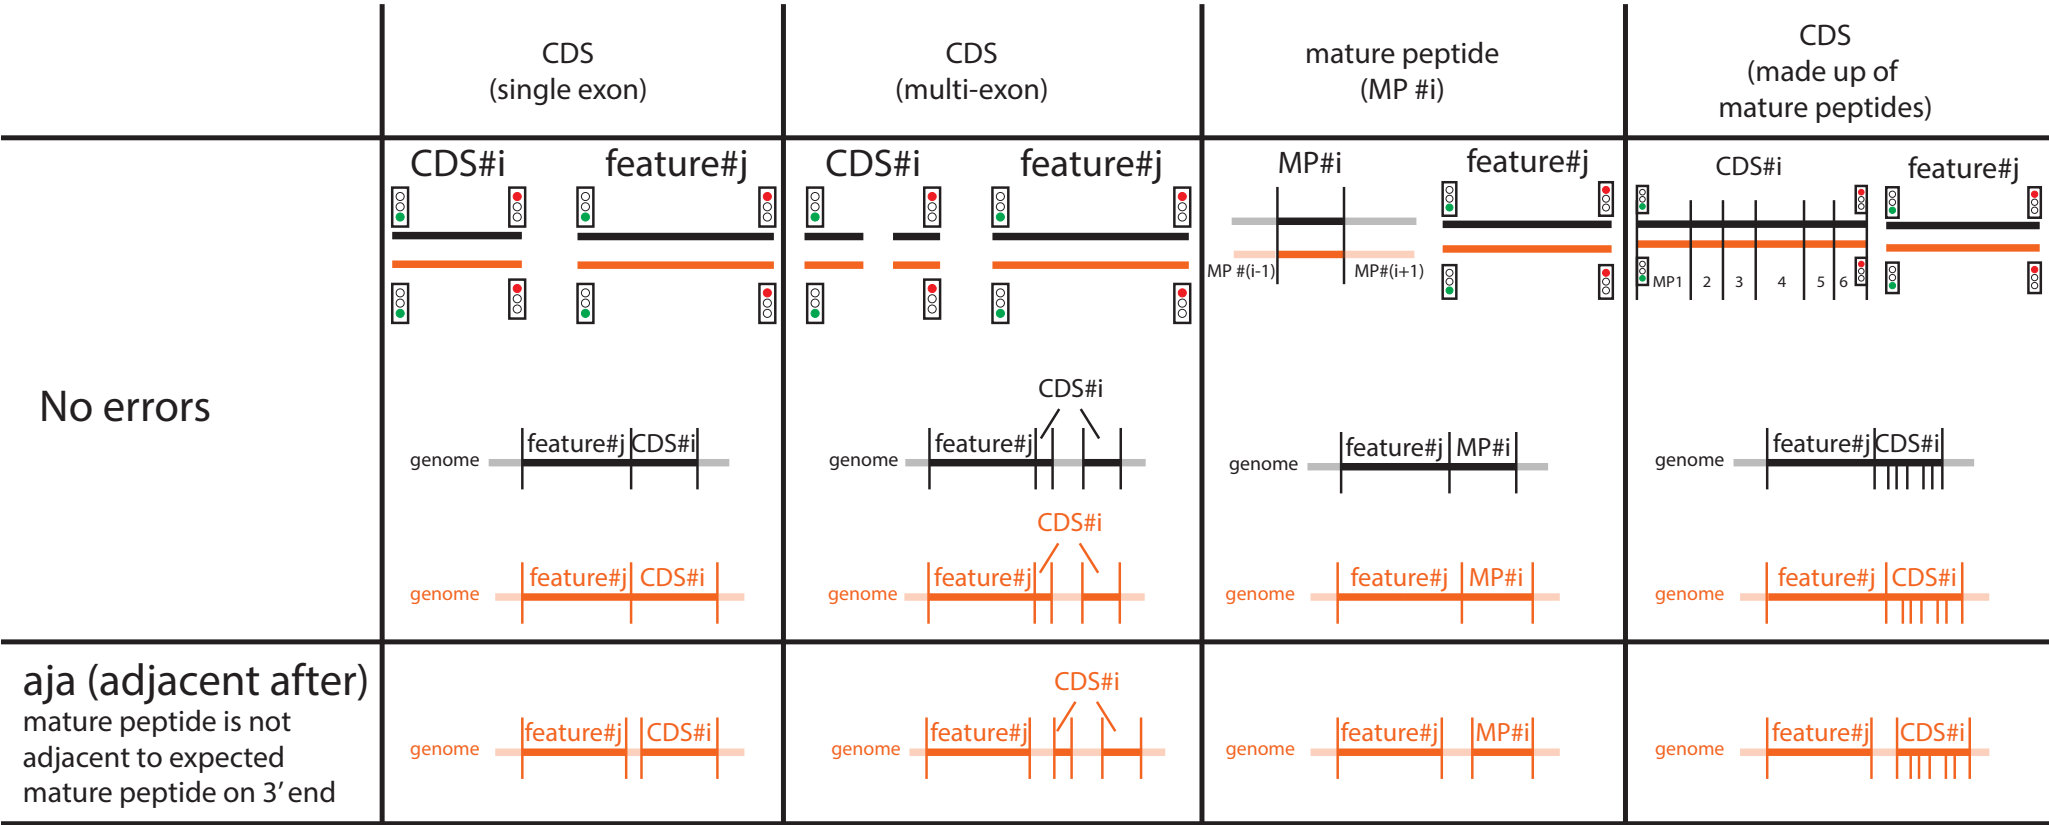 CDS
(single exon)
CDS
(multi-exon)
mature peptide
(MP #i)
CDS
(made up of
mature peptides)
No errors
CDS#i
feature#j
genome
feature#j
CDS#i
genome
feature#j
CDS#i
CDS#i
feature#j
CDS#i
genome
feature#j
CDS#i
genome
feature#j
MP#i
feature#j
MP #(i-1)
MP#(i+1)
genome
feature#j
MP#i
genome
feature#j
MP#i
CDS#i
feature#j
MP1
2
3
4
5
6
genome
feature#j
CDS#i
genome
feature#j
CDS#i
aja (adjacent after)
mature peptide is not
adjacent to expected
mature peptide on 3’ end
genome
feature#j
CDS#i
CDS#i
genome
feature#j
genome
feature#j
MP#i
genome
feature#j
CDS#i